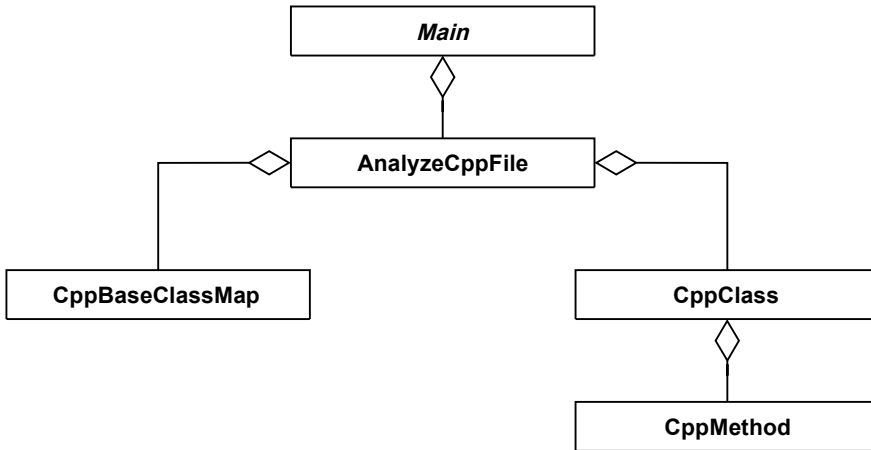 Main
AnalyzeCppFile
CppBaseClassMap
CppClass
CppMethod